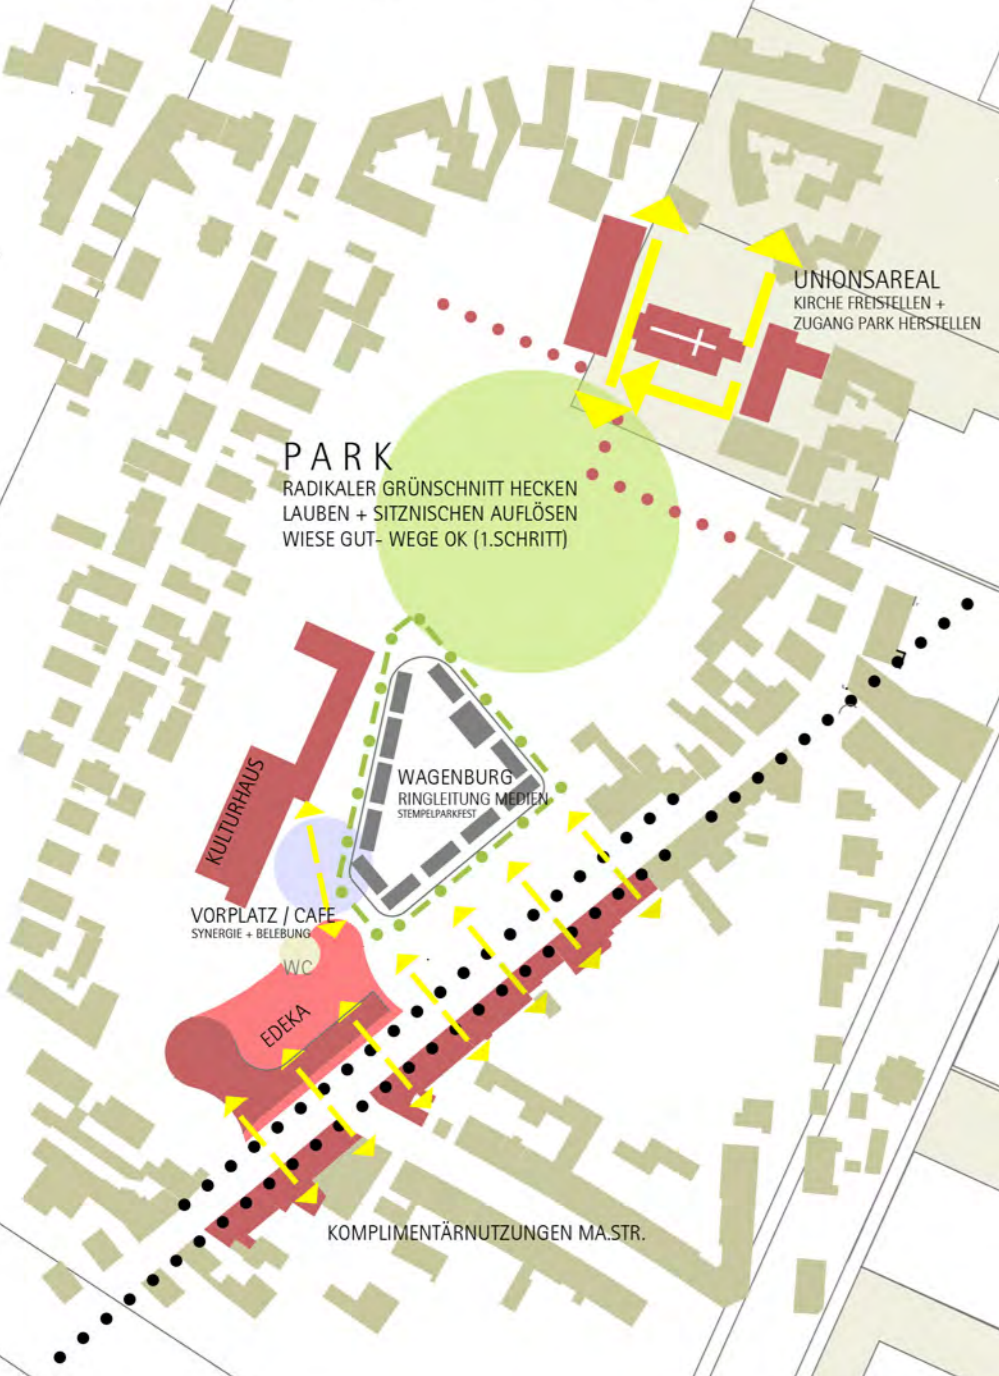 UNIONSAREAL
KIRCHE FREISTELLEN +
ZUGANG PARK HERSTELLEN
PARK
RADIKALER GRÜNSCHNITT HECKEN
LAUBEN + SITZNISCHEN AUFLÖSEN
WIESE GUT- WEGE OK (1.SCHRITT)
KULTURHAUS
WAGENBURG
RINGLEITUNG MEDIEN
STEMPELPARKFEST
VORPLATZ / CAFE
SYNERGIE + BELEBUNG
WC
EDEKA
KOMPLIMENTÄRNUTZUNGEN MA.STR.